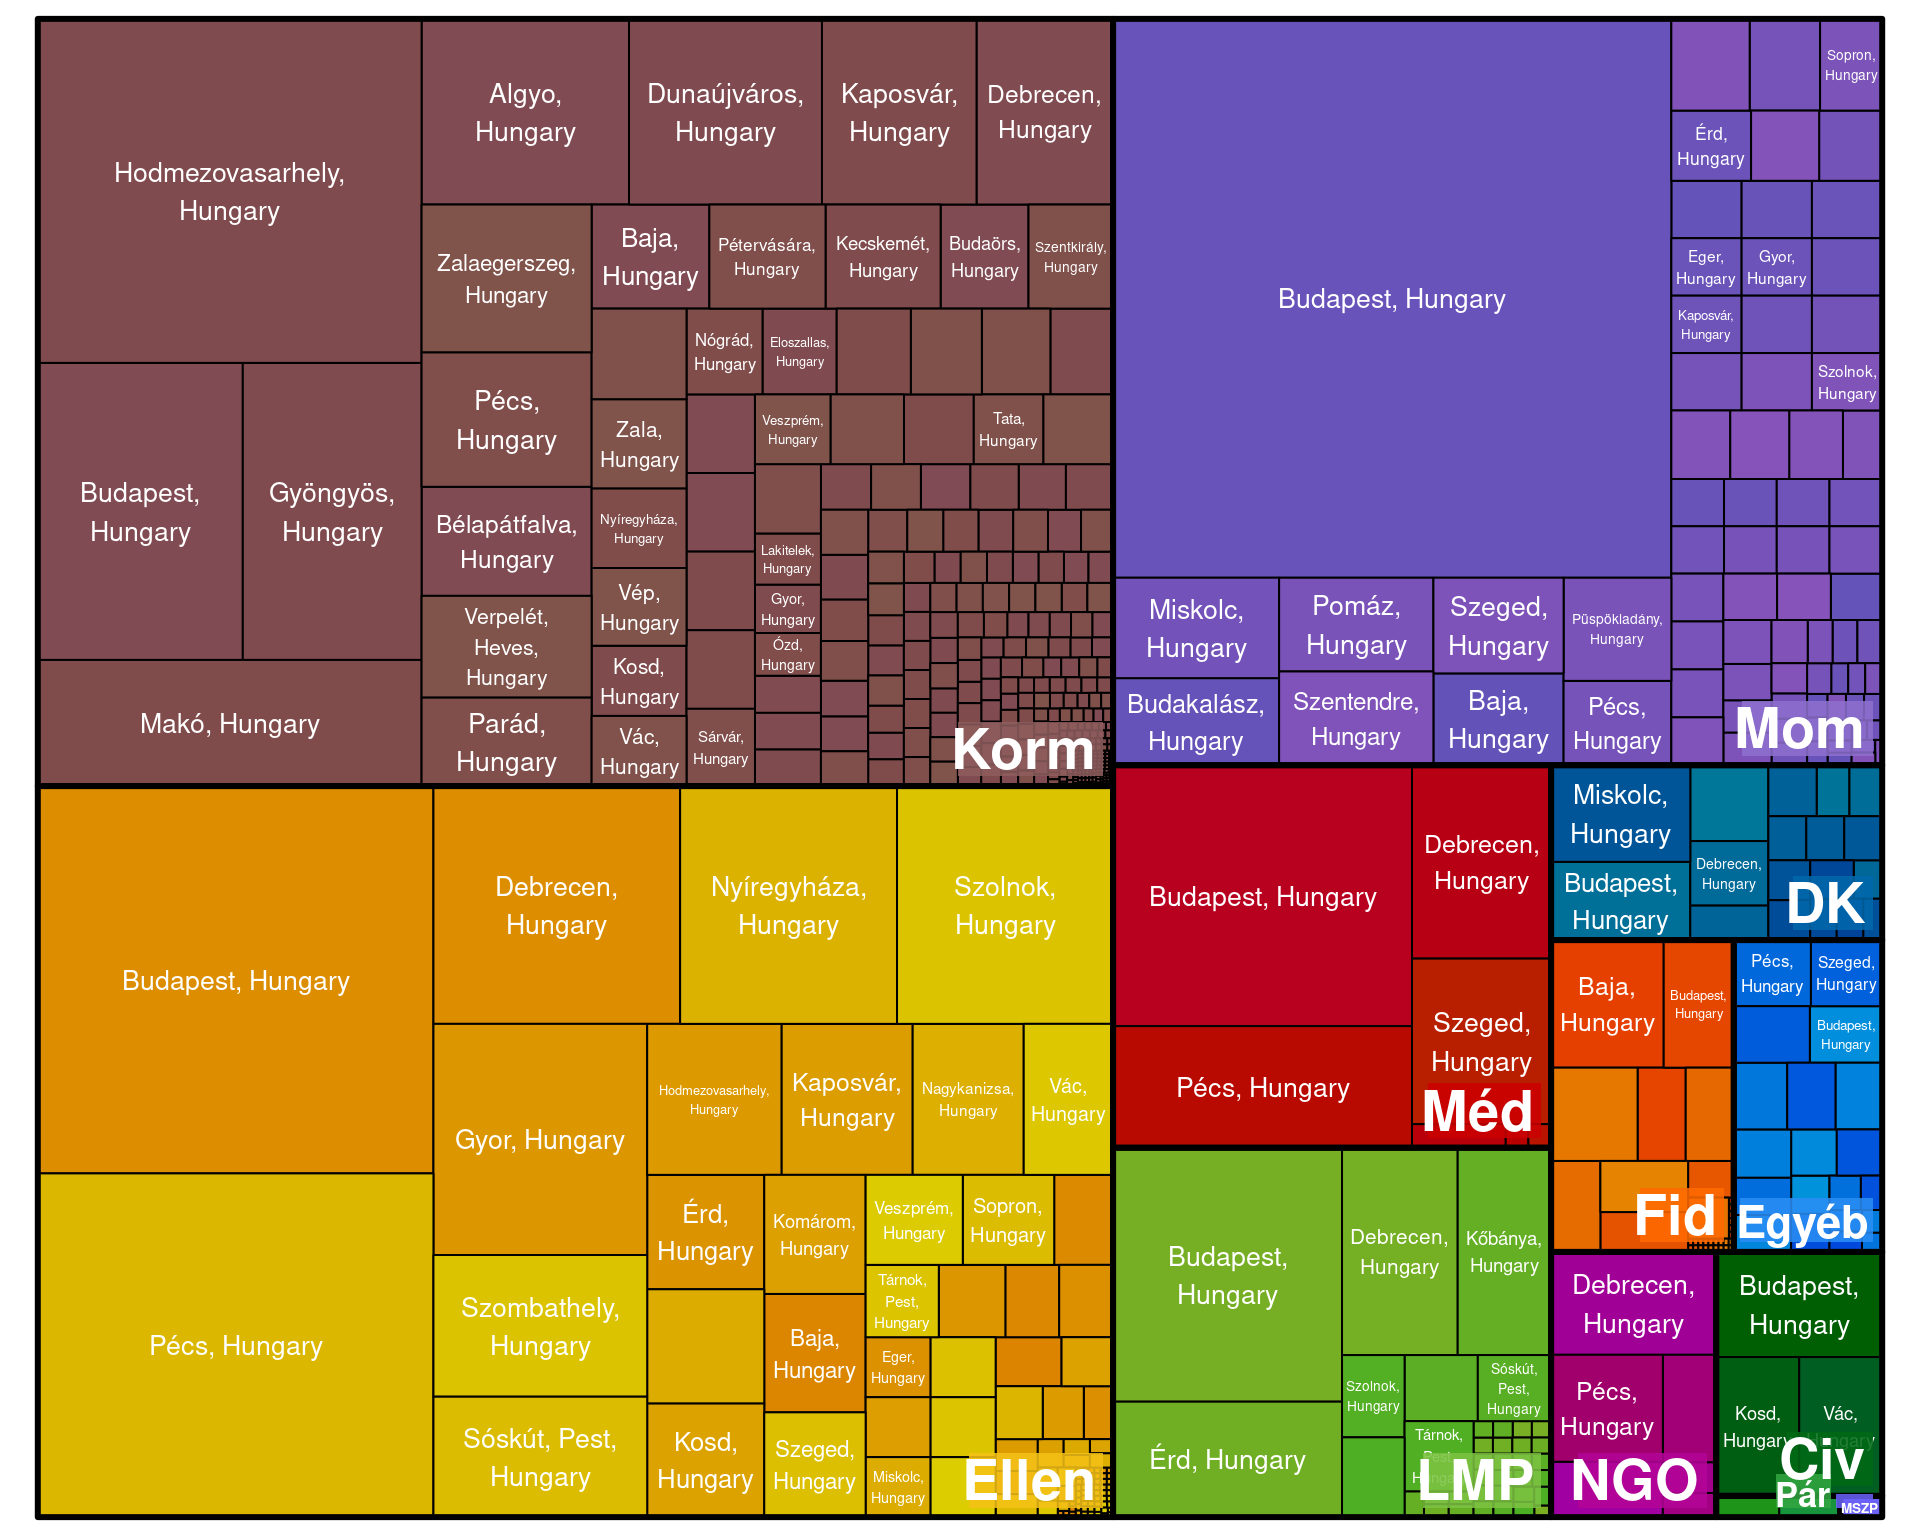 Hodmezovasarhely,
Hungary
Algyo,
Hungary
Dunaújváros,
Hungary
Kaposvár,
Hungary
Debrecen,
Hungary
Zalaegerszeg,
Hungary
Baja,
Hungary
Pétervására,
Hungary
Kecskemét,
Hungary
Budaörs,
Hungary
Szentkirály,
Hungary
Nógrád,
Hungary
Eloszallas,
Hungary
Budapest,
Hungary
Gyöngyös,
Hungary
Pécs,
Hungary
Zala,
Hungary
Veszprém,
Hungary
Tata,
Hungary
Bélapátfalva,
Hungary
Nyíregyháza,
Hungary
Lakitelek,
Hungary
Verpelét,
Heves,
Hungary
Vép,
Hungary
Gyor,
Hungary
Ózd,
Hungary
Kosd,
Hungary
Makó, Hungary
Parád,
Hungary
Vác,
Hungary
Sárvár,
Hungary
Korm
Budapest, Hungary
Sopron,
Hungary
Érd,
Hungary
Eger,
Hungary
Gyor,
Hungary
Kaposvár,
Hungary
Szolnok,
Hungary
Miskolc,
Hungary
Pomáz,
Hungary
Szeged,
Hungary
Püspökladány,
Hungary
Budakalász,
Hungary
Szentendre,
Hungary
Baja,
Hungary
Pécs,
Hungary
Mom
Budapest, Hungary
Debrecen,
Hungary
Nyíregyháza,
Hungary
Szolnok,
Hungary
Gyor, Hungary
Hodmezovasarhely,
Hungary
Kaposvár,
Hungary
Nagykanizsa,
Hungary
Vác,
Hungary
Pécs, Hungary
Érd,
Hungary
Komárom,
Hungary
Veszprém,
Hungary
Sopron,
Hungary
Tárnok,
Pest,
Hungary
Szombathely,
Hungary
Baja,
Hungary
Eger,
Hungary
Sóskút, Pest,
Hungary
Kosd,
Hungary
Szeged,
Hungary
Miskolc,
Hungary
Ellen
Budapest, Hungary
Debrecen,
Hungary
Szeged,
Hungary
Pécs, Hungary
Méd
Miskolc,
Hungary
Budapest,
Hungary
Debrecen,
Hungary
DK
Baja,
Hungary
Budapest,
Hungary
Fid
Pécs,
Hungary
Szeged,
Hungary
Budapest,
Hungary
Egyéb
Budapest,
Hungary
Debrecen,
Hungary
Kőbánya,
Hungary
Szolnok,
Hungary
Sóskút,
Pest,
Hungary
Érd, Hungary
Tárnok,
Pest,
Hungary
LMP
Debrecen,
Hungary
Pécs,
Hungary
NGO
Budapest,
Hungary
Kosd,
Hungary
Vác,
Hungary
Civ
Pár
MSZP